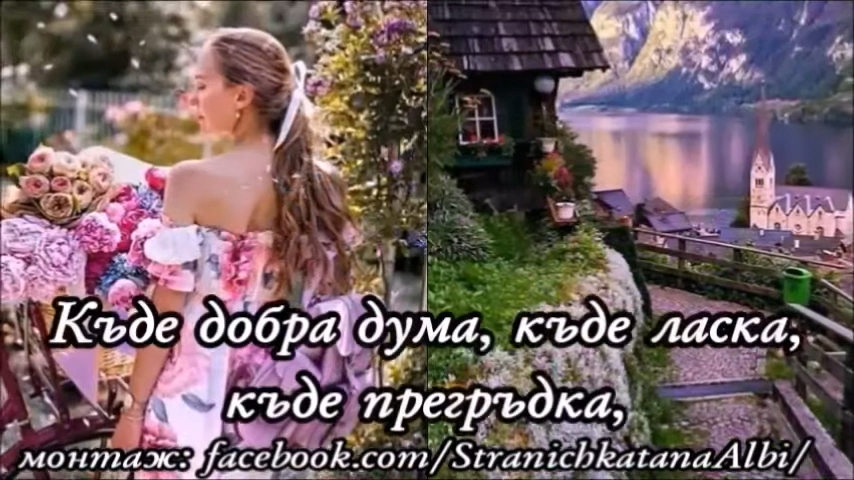 Къде добра дума, къде ласка,
къде прегръдка,
монтаж: facebook.com/StranichkatanaAlbi/